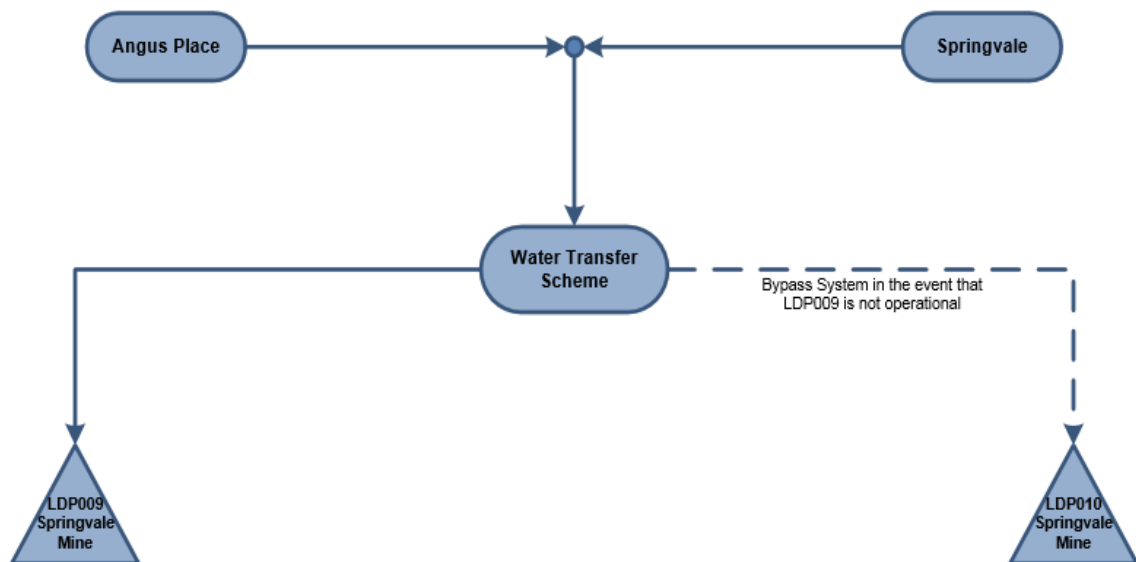 Angus Place
Springvale
Water Transfer
Scheme
Bypass System in the event that
LDP009 is not operational
LDP009
Springvale
Mine
LDP010
Springvale
Mine